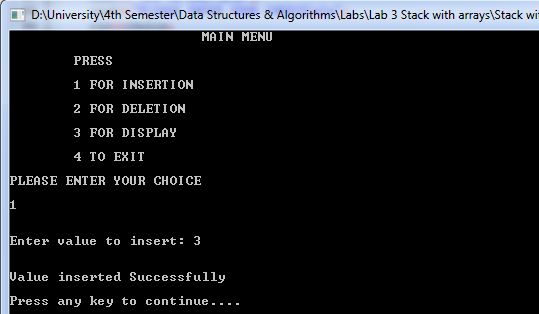 D:\University\4th Semester\Data Structures & Algorithms\Labs\Lab 3 Stack with arrays\Stack wit
MAIN MENU
PRESS
1 FOR INSERTION
2 FOR DELETION
3 FOR DISPLAY
4 TO EXIT
PLEASE ENTER YOUR CHOICE
1
Enter value to insert: 3
Value inserted Successfully
Press any key to continue....